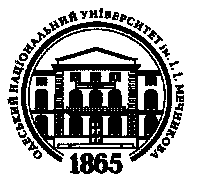 ОДЕСЬКИЙ НАЦІОНАЛЬНИЙ УНІВЕРСИТЕТ ІМ. І. І. МЕЧНИКОВА
1865